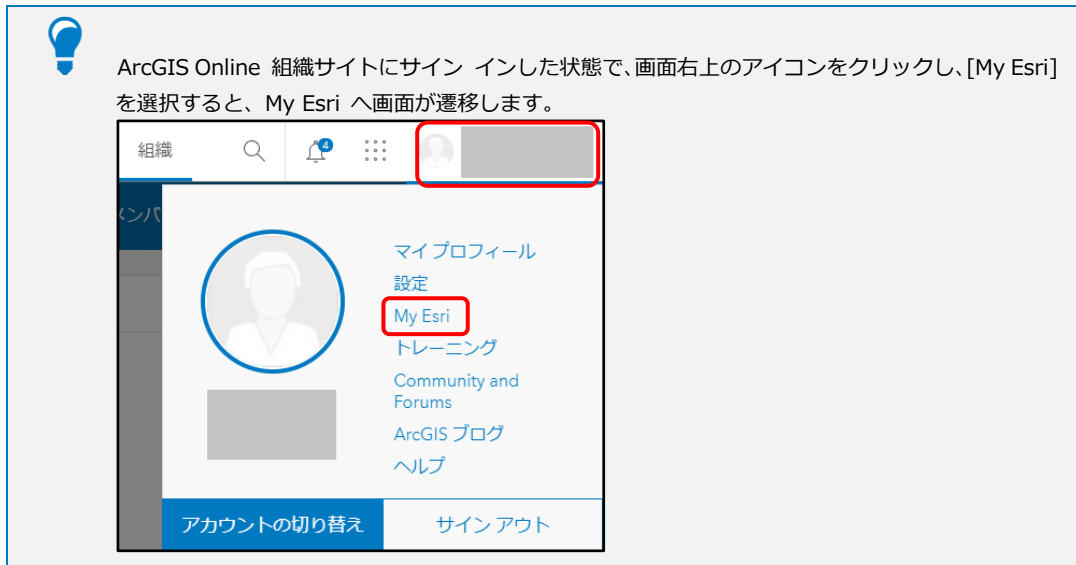 ArcGIS Online 組織サイトにサイン インした状態で、画面右上のアイコンをクリックし、[My Esri]
を選択すると、My Esri へ画面が遷移します。
組織
4
メンバ
マイ プロフィール
設定
My Esri
トレーニング
Community and
Forums
ArcGIS ブログ
ヘルプ
アカウントの切り替え
サイン アウト